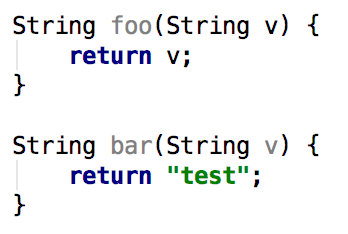 String foo(String v) {
    return v;
}

String bar(String v) {
    return "test";
}